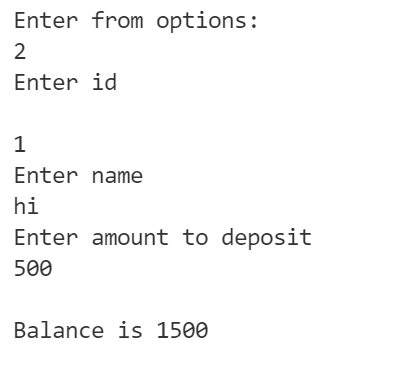 Enter from options:
2
Enter id
1
Enter name
hi
Enter amount to deposit
500
Balance is 1500